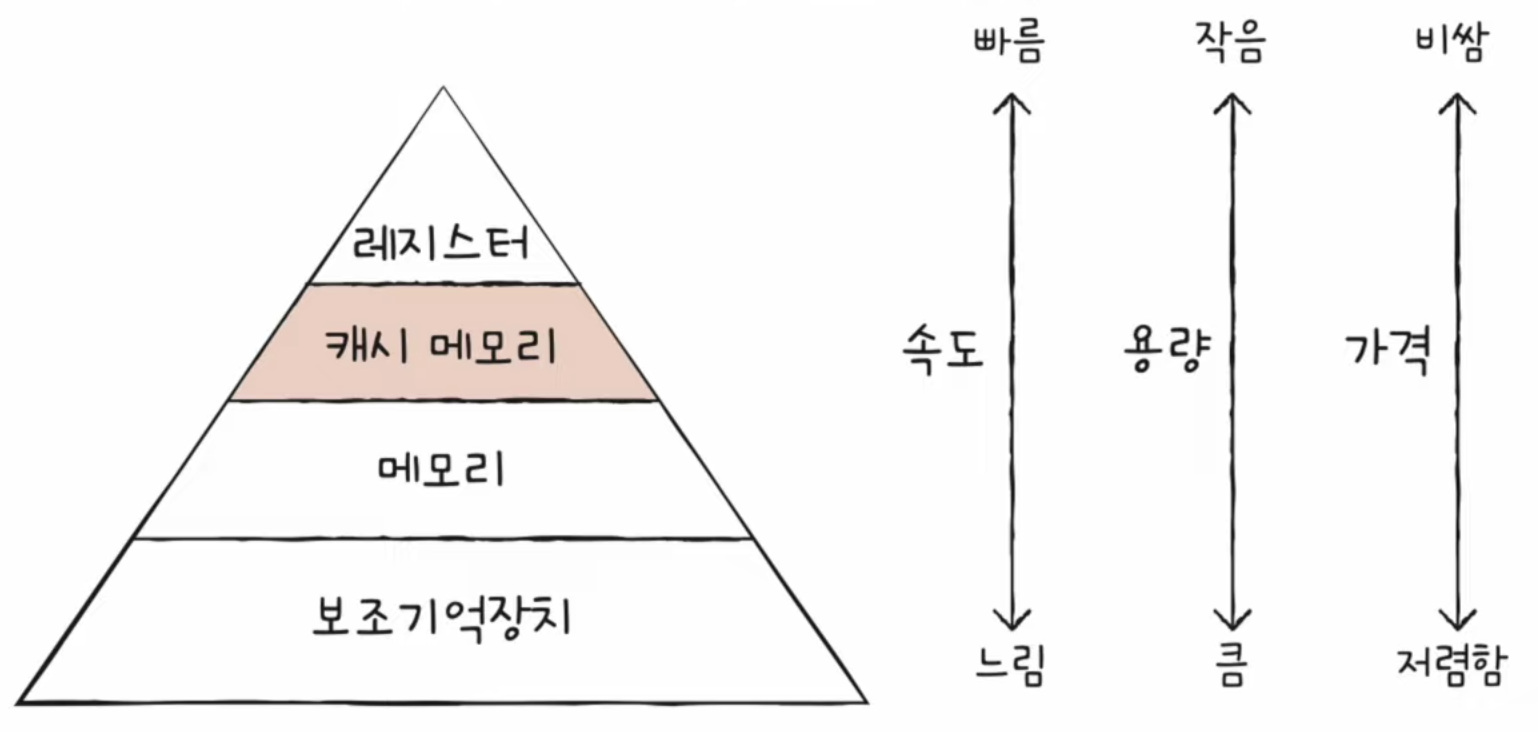 빠름
작음
비쌈
레지스터
캐시 메모리
메모리
보조기억장치
속도
용량
가격
느림
큼
저렴함